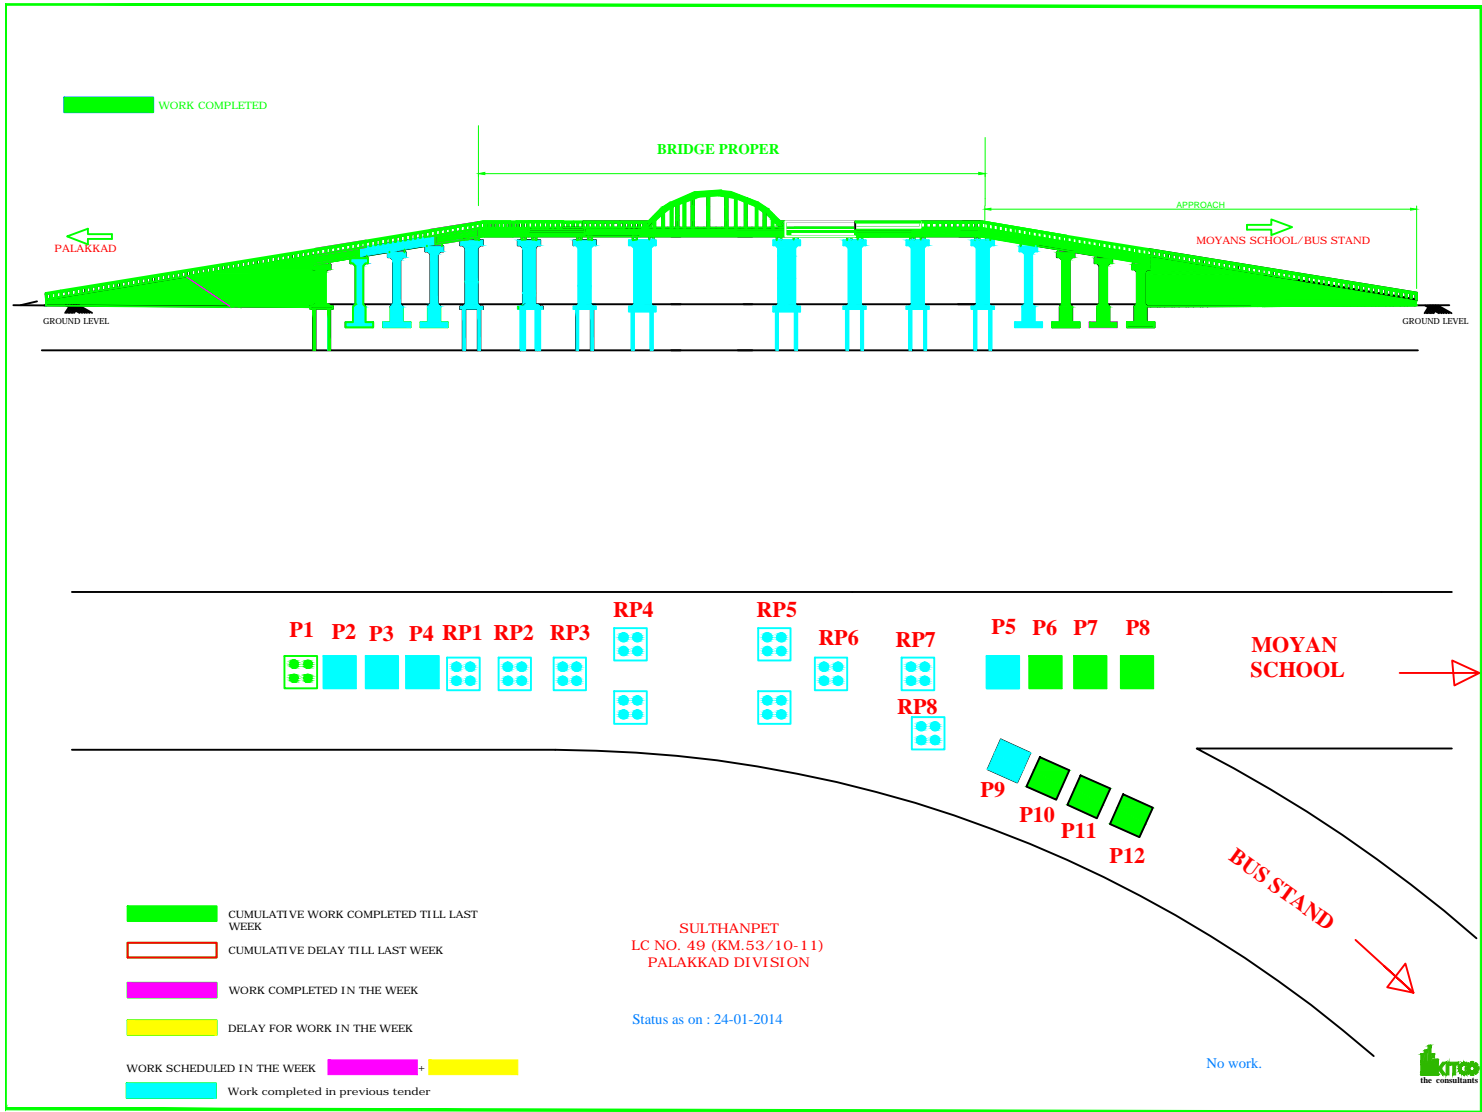 WORK COMPLETED
BRIDGE PROPER
APPROACH
PALAKKAD
MOYANS SCHOOL/BUS STAND
GROUND LEVEL
GROUND LEVEL
P1 P2 P3 P4 RP1 RP2 RP3 RP4 RP5 RP6 RP7 P5 P6 P7 P8
RP8
MOYAN
SCHOOL
P9
P10
P11
P12
BUS STAND
CUMULATIVE WORK COMPLETED TILL LAST
WEEK
CUMULATIVE DELAY TILL LAST WEEK
WORK COMPLETED IN THE WEEK
DELAY FOR WORK IN THE WEEK
WORK SCHEDULED IN THE WEEK +
Work completed in previous tender
SULTHANPET
LC NO. 49 (KM.53/10-11)
PALAKKAD DIVISION
Status as on : 24-01-2014
No work.
KITCO
the consultants